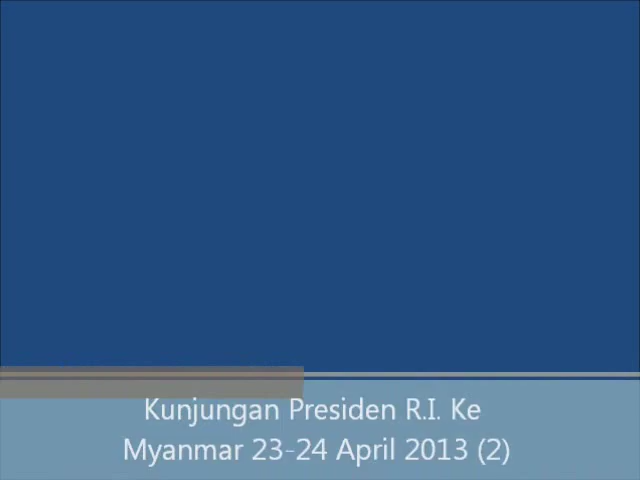 Kunjungan Presiden R.I. Ke
Myanmar 23-24 April 2013 (2)